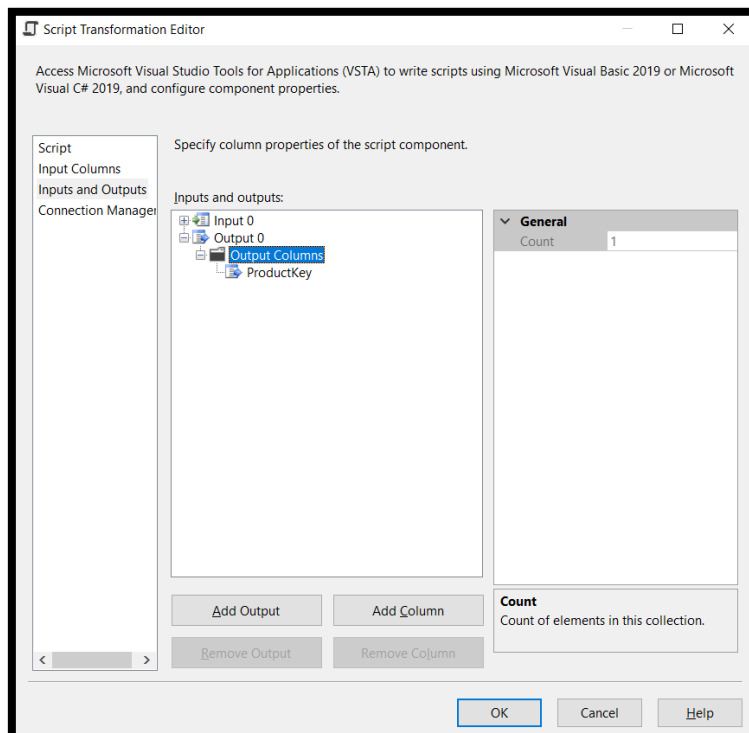 Script Transformation Editor
Access Microsoft Visual Studio Tools for Applications (VSTA) to write scripts using Microsoft Visual Basic 2019 or Microsoft
Visual C# 2019, and configure component properties.
Script
Input Columns
Inputs and Outputs
Connection Manager
Specify column properties of the script component.
Inputs and outputs:
Input 0
Output 0
Output Columns
ProductKey
General
Count 1
Add Output
Add Column
Remove Output
Remove Column
Count
Count of elements in this collection.
OK
Cancel
Help